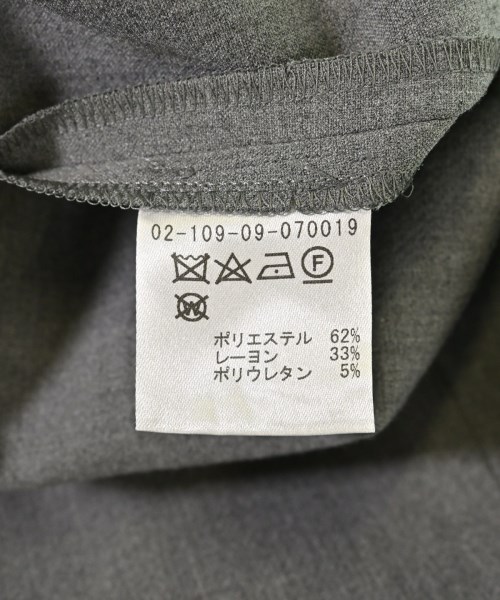 02-109-09-070019
F
W
ポリエステル 62%
レーヨン 33%
ポリウレタン 5%